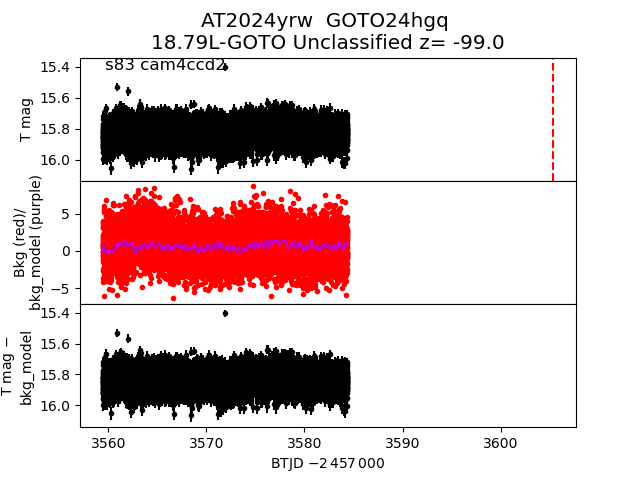 AT2024yrw  GOTO24hgq
18.79L-GOTO Unclassified z= -99.0
s83 cam4ccd2
15.4
15.6
15.8
16.0
T mag
5
0
−5
Bkg (red)/
bkg_model (purple)
15.4
15.6
15.8
16.0
T mag −
bkg_model
3560
3570
3580
3590
3600
BTJD −2 457 000